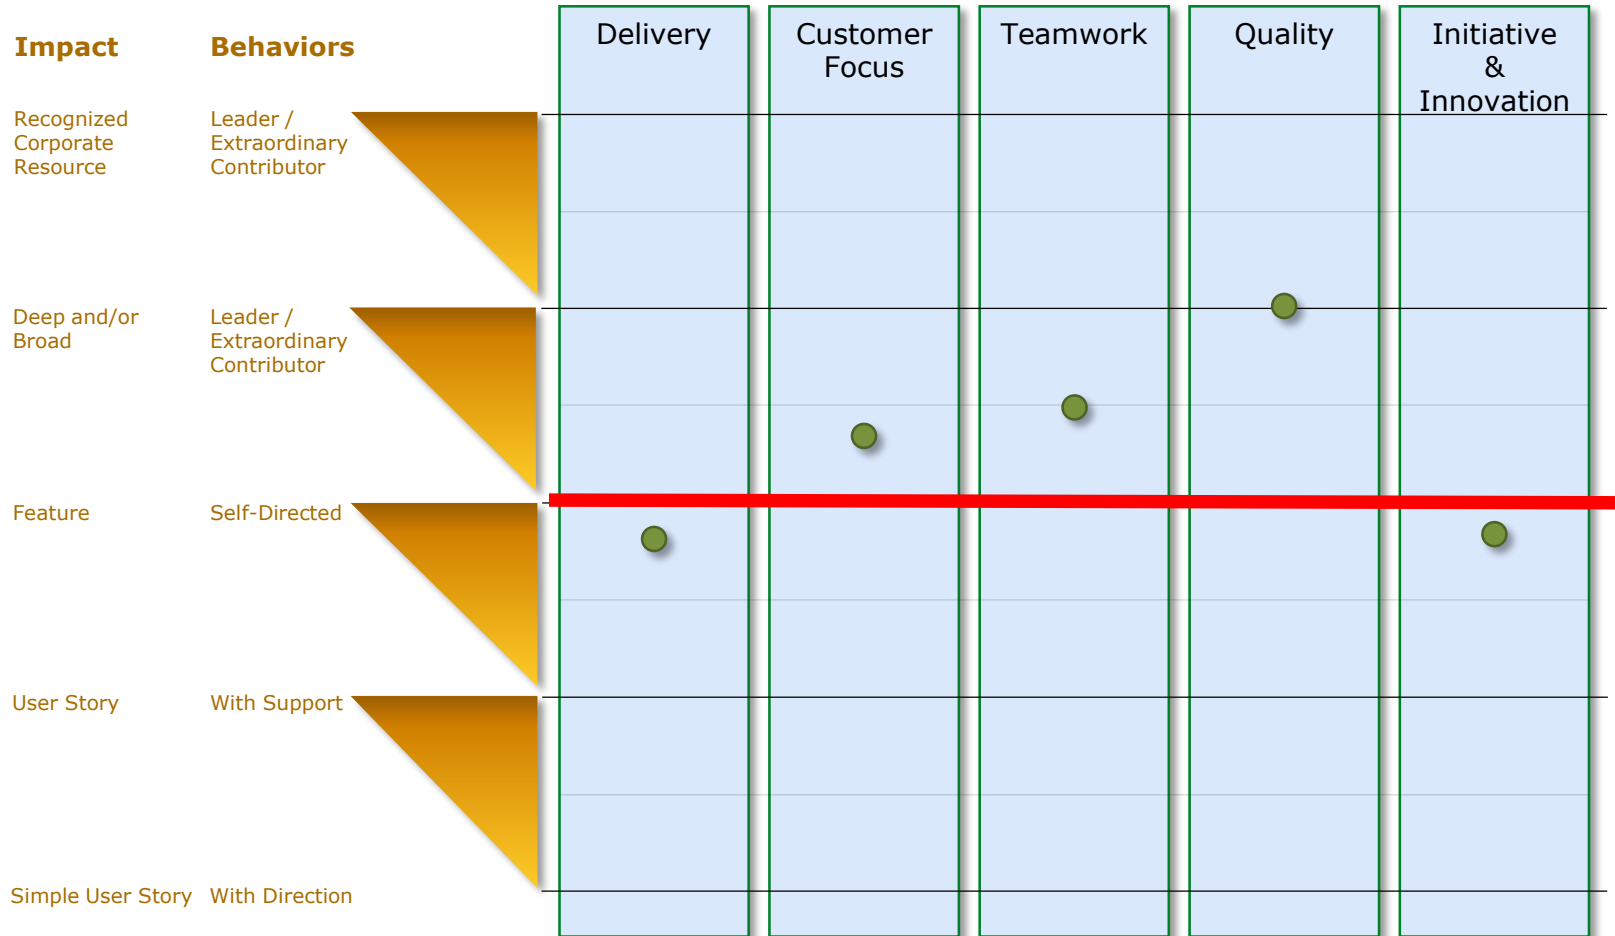 Impact
Behaviors
Delivery
Customer
Focus
Teamwork
Quality
Initiative
&
Innovation
Recognized
Corporate
Resource
Leader /
Extraordinary
Contributor
Deep and/or
Broad
Leader /
Extraordinary
Contributor
Feature
Self-Directed
User Story
With Support
Simple User Story
With Direction